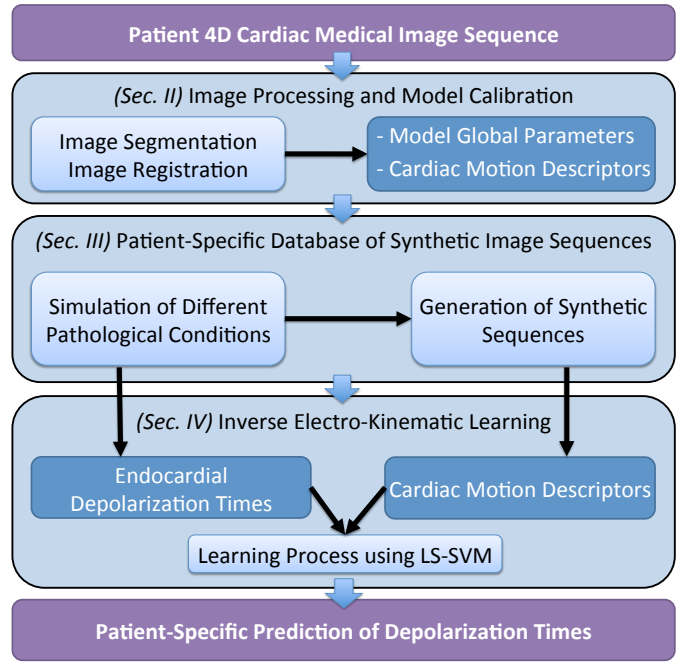 Patient 4D Cardiac Medical Image Sequence
(Sec. II) Image Processing and Model Calibration
Image Segmentation
Image Registration
- Model Global Parameters
- Cardiac Motion Descriptors
(Sec. III) Patient-Specific Database of Synthetic Image Sequences
Simulation of Different
Pathological Conditions
Generation of Synthetic
Sequences
(Sec. IV) Inverse Electro-Kinematic Learning
Endocardial
Depolarization Times
Cardiac Motion Descriptors
Learning Process using LS-SVM
Patient-Specific Prediction of Depolarization Times